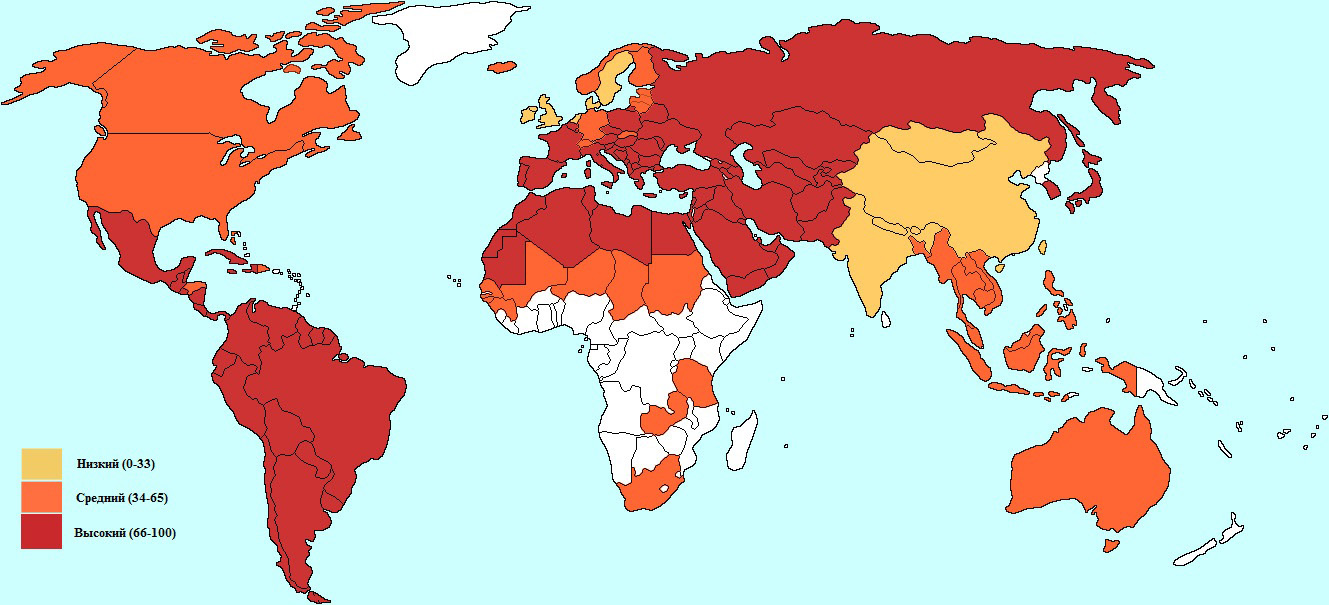 Низкий (0-33)
Средний (34-65)
Высокий (66-100)